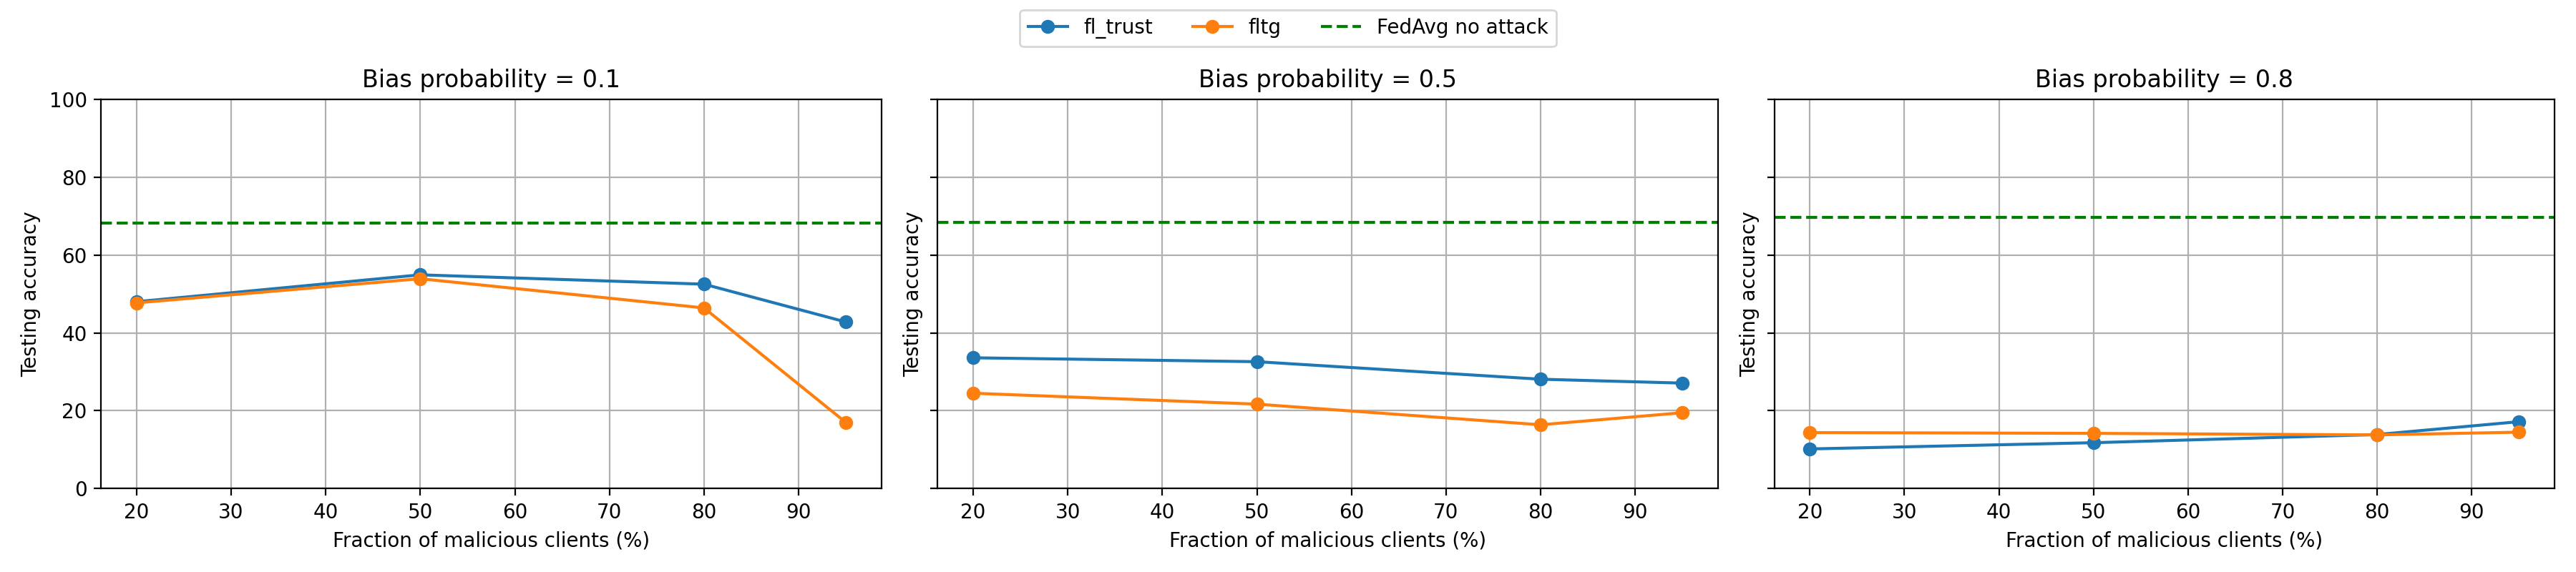 fl_trust fltg FedAvg no attack
Bias probability = 0.1
100
80
60
40
20
0
Testing accuracy
20 30 40 50 60 70 80 90
Fraction of malicious clients (%)
Bias probability = 0.5
Testing accuracy
20 30 40 50 60 70 80 90
Fraction of malicious clients (%)
Bias probability = 0.8
Testing accuracy
20 30 40 50 60 70 80 90
Fraction of malicious clients (%)